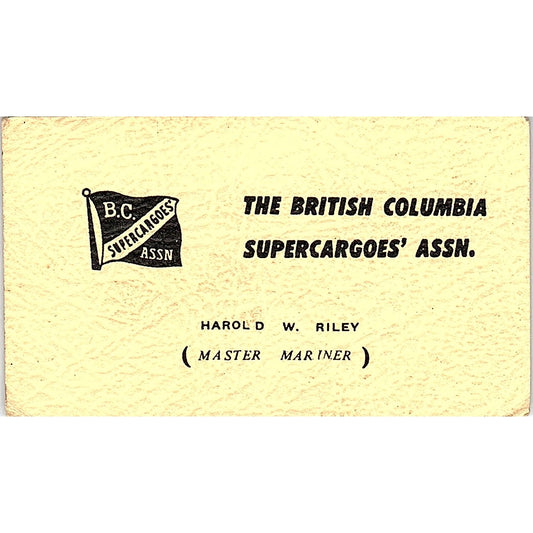 B.C.
SUPERCARGOES'
ASSN
THE BRITISH COLUMBIA
SUPERCARGOES' ASSN.
HAROLD W. RILEY
(MASTER MARINER)